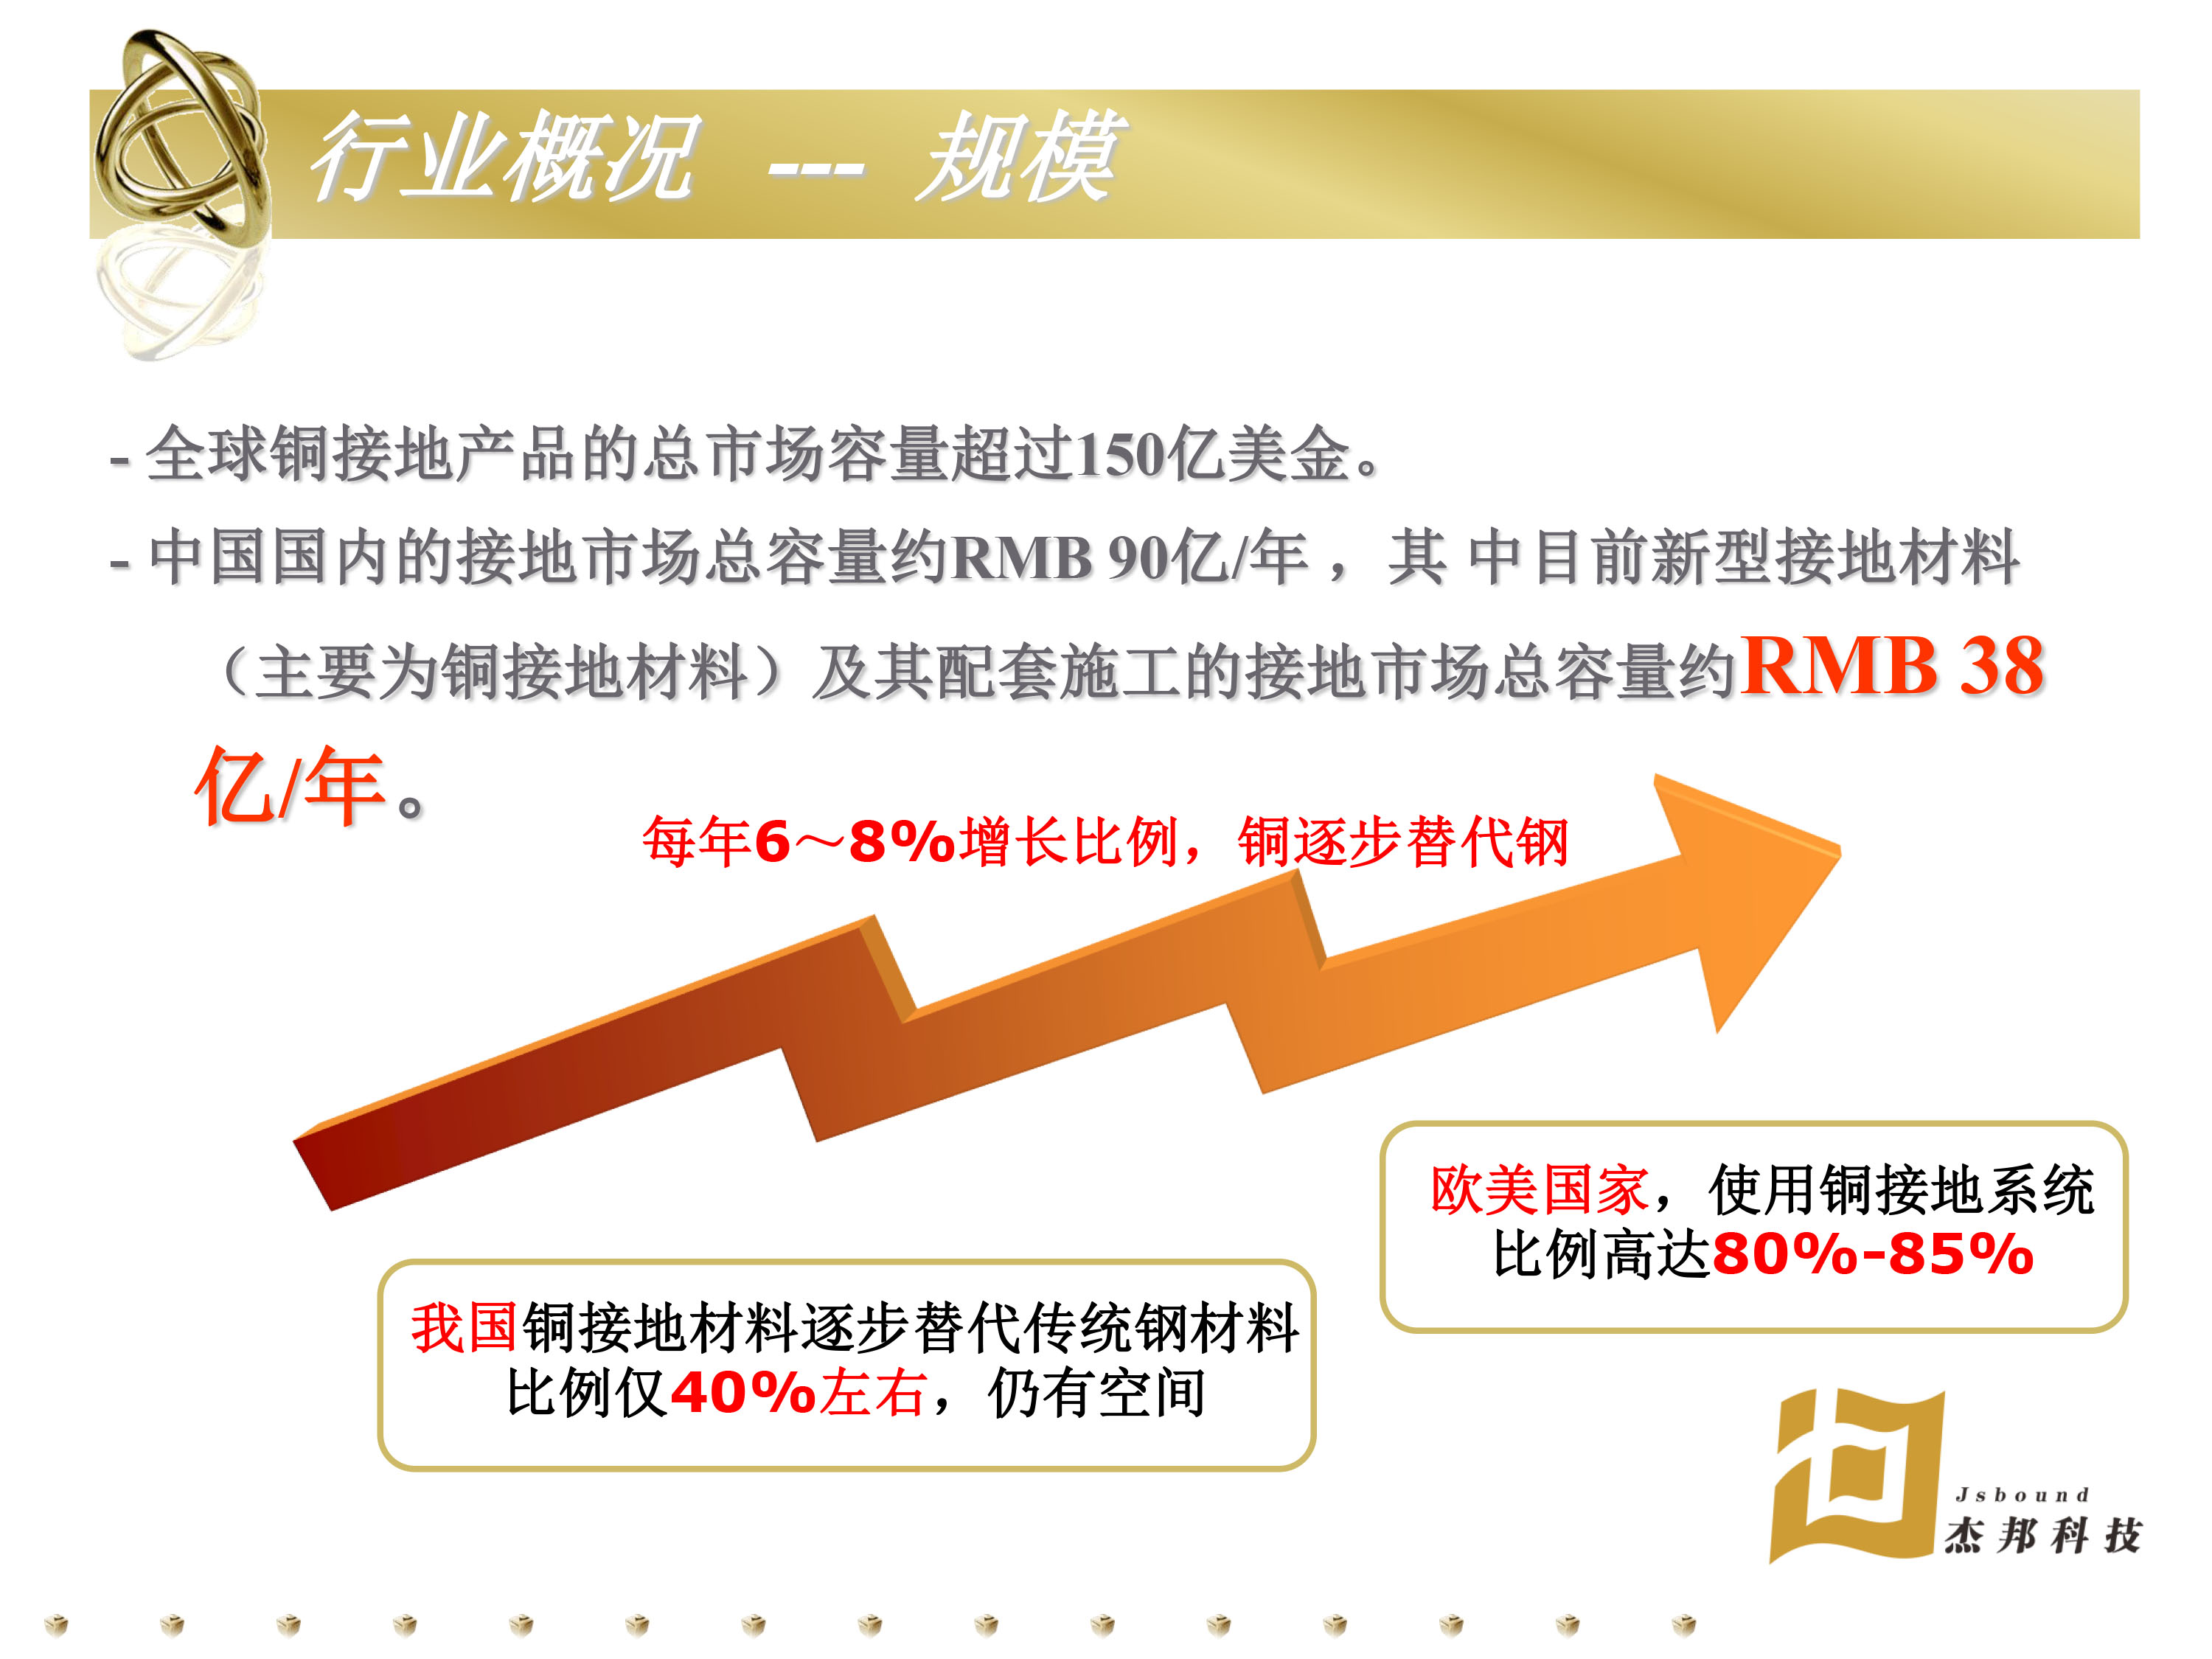 行业概况 --- 规模
- 全球铜接地产品的总市场容量超过150亿美金。
- 中国国内的接地市场总容量约RMB 90亿/年 ，其 中目前新型接地材料
（主要为铜接地材料）及其配套施工的接地市场总容量约RMB 38
亿/年。
每年6～8%增长比例，铜逐步替代钢
欧美国家，使用铜接地系统
比例高达80%-85%
我国铜接地材料逐步替代传统钢材料
比例仅40%左右，仍有空间
Jsbound
杰邦科技